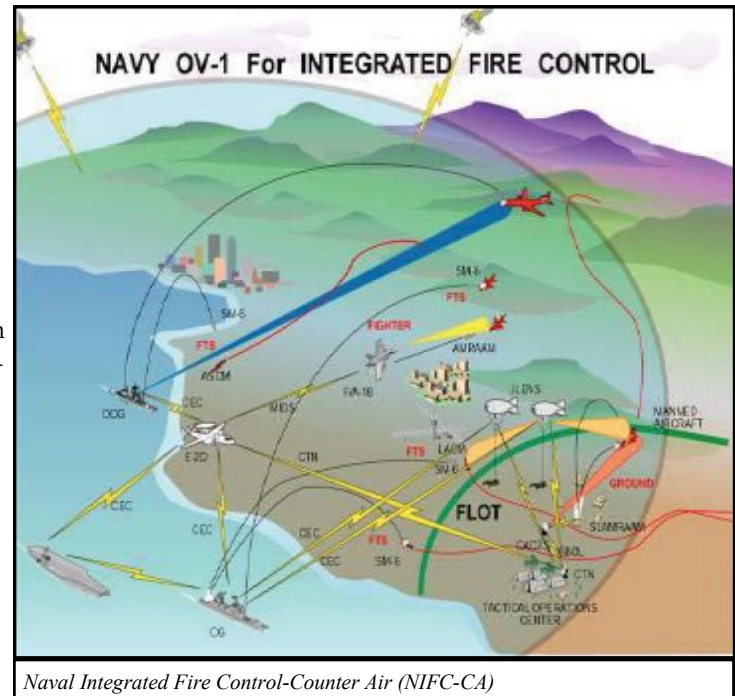 NAVY OV-1 For INTEGRATED FIRE CONTROL
SM-6
FTS
SM-6
FTS
FIGHTER
AMRAAM
ASCM
F/A-18
JLENS
DDG
CEC
MIDS
MANNED
AIRCRAFT
E-2D
CTN
FTS
LACM
SM-6
GROUND
CEC
FLOT
SLAMRAAM
CEC
CEC
CEC
FTS
SM-6
CTN
TACTICAL OPERATIONS
CENTER
CG
Naval Integrated Fire Control-Counter Air (NIFC-CA)